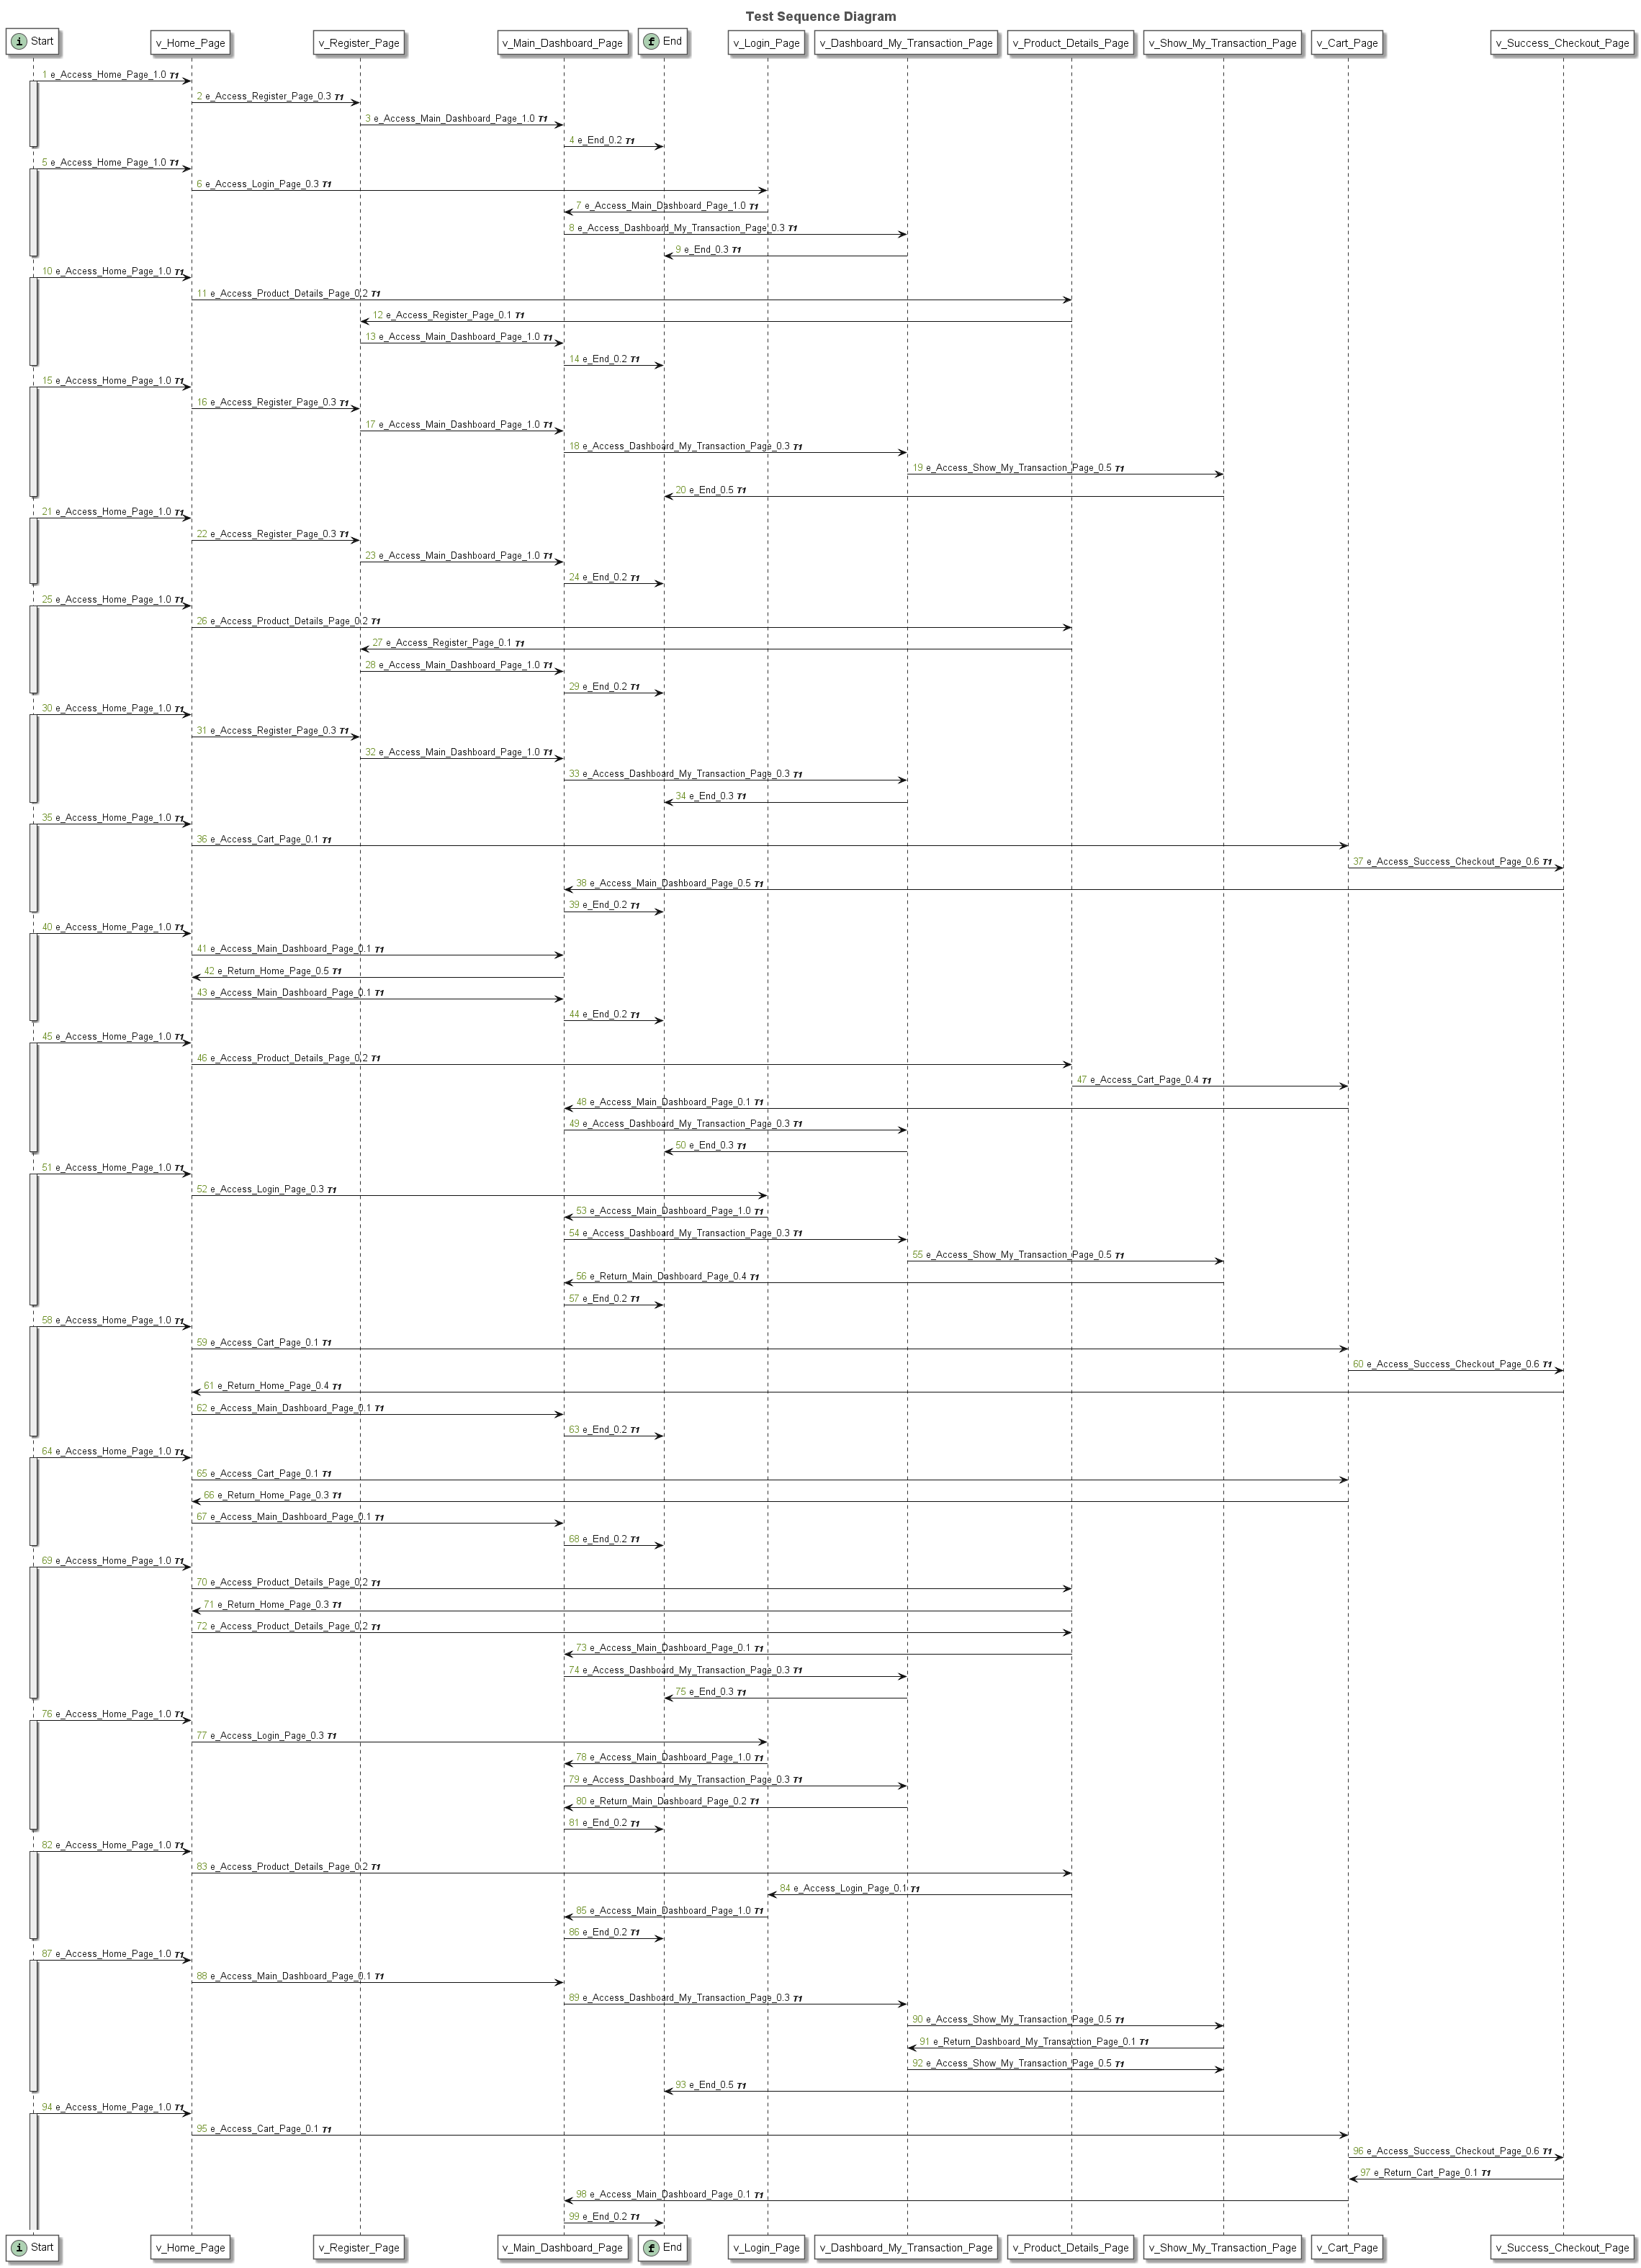 Test Sequence Diagram
i Start
v_Home_Page
v_Register_Page
v_Main_Dashboard_Page
f End
v_Login_Page
v_Dashboard_My_Transaction_Page
v_Product_Details_Page
v_Show_My_Transaction_Page
v_Cart_Page
v_Success_Checkout_Page
1 e_Access_Home_Page_1.0 T1
2 e_Access_Register_Page_0.3 T1
3 e_Access_Main_Dashboard_Page_1.0 T1
4 e_End_0.2 T1
5 e_Access_Home_Page_1.0 T1
6 e_Access_Login_Page_0.3 T1
7 e_Access_Main_Dashboard_Page_1.0 T1
8 e_Access_Dashboard_My_Transaction_Page_0.3 T1
9 e_End_0.3 T1
10 e_Access_Home_Page_1.0 T1
11 e_Access_Product_Details_Page_0.2 T1
12 e_Access_Register_Page_0.1 T1
13 e_Access_Main_Dashboard_Page_1.0 T1
14 e_End_0.2 T1
15 e_Access_Home_Page_1.0 T1
16 e_Access_Register_Page_0.3 T1
17 e_Access_Main_Dashboard_Page_1.0 T1
18 e_Access_Dashboard_My_Transaction_Page_0.3 T1
19 e_Access_Show_My_Transaction_Page_0.5 T1
20 e_End_0.5 T1
21 e_Access_Home_Page_1.0 T1
22 e_Access_Register_Page_0.3 T1
23 e_Access_Main_Dashboard_Page_1.0 T1
24 e_End_0.2 T1
25 e_Access_Home_Page_1.0 T1
26 e_Access_Product_Details_Page_0.2 T1
27 e_Access_Register_Page_0.1 T1
28 e_Access_Main_Dashboard_Page_1.0 T1
29 e_End_0.2 T1
30 e_Access_Home_Page_1.0 T1
31 e_Access_Register_Page_0.3 T1
32 e_Access_Main_Dashboard_Page_1.0 T1
33 e_Access_Dashboard_My_Transaction_Page_0.3 T1
34 e_End_0.3 T1
35 e_Access_Home_Page_1.0 T1
36 e_Access_Cart_Page_0.1 T1
37 e_Access_Success_Checkout_Page_0.6 T1
38 e_Access_Main_Dashboard_Page_0.5 T1
39 e_End_0.2 T1
40 e_Access_Home_Page_1.0 T1
41 e_Access_Main_Dashboard_Page_0.1 T1
42 e_Return_Home_Page_0.5 T1
43 e_Access_Main_Dashboard_Page_0.1 T1
44 e_End_0.2 T1
45 e_Access_Home_Page_1.0 T1
46 e_Access_Product_Details_Page_0.2 T1
47 e_Access_Cart_Page_0.4 T1
48 e_Access_Main_Dashboard_Page_0.1 T1
49 e_Access_Dashboard_My_Transaction_Page_0.3 T1
50 e_End_0.3 T1
51 e_Access_Home_Page_1.0 T1
52 e_Access_Login_Page_0.3 T1
53 e_Access_Main_Dashboard_Page_1.0 T1
54 e_Access_Dashboard_My_Transaction_Page_0.3 T1
55 e_Access_Show_My_Transaction_Page_0.5 T1
56 e_Return_Main_Dashboard_Page_0.4 T1
57 e_End_0.2 T1
58 e_Access_Home_Page_1.0 T1
59 e_Access_Cart_Page_0.1 T1
60 e_Access_Success_Checkout_Page_0.6 T1
61 e_Return_Home_Page_0.4 T1
62 e_Access_Main_Dashboard_Page_0.1 T1
63 e_End_0.2 T1
64 e_Access_Home_Page_1.0 T1
65 e_Access_Cart_Page_0.1 T1
66 e_Return_Home_Page_0.3 T1
67 e_Access_Main_Dashboard_Page_0.1 T1
68 e_End_0.2 T1
69 e_Access_Home_Page_1.0 T1
70 e_Access_Product_Details_Page_0.2 T1
71 e_Return_Home_Page_0.3 T1
72 e_Access_Product_Details_Page_0.2 T1
73 e_Access_Main_Dashboard_Page_0.1 T1
74 e_Access_Dashboard_My_Transaction_Page_0.3 T1
75 e_End_0.3 T1
76 e_Access_Home_Page_1.0 T1
77 e_Access_Login_Page_0.3 T1
78 e_Access_Main_Dashboard_Page_1.0 T1
79 e_Access_Dashboard_My_Transaction_Page_0.3 T1
80 e_Return_Main_Dashboard_Page_0.2 T1
81 e_End_0.2 T1
82 e_Access_Home_Page_1.0 T1
83 e_Access_Product_Details_Page_0.2 T1
84 e_Access_Login_Page_0.1 T1
85 e_Access_Main_Dashboard_Page_1.0 T1
86 e_End_0.2 T1
87 e_Access_Home_Page_1.0 T1
88 e_Access_Main_Dashboard_Page_0.1 T1
89 e_Access_Dashboard_My_Transaction_Page_0.3 T1
90 e_Access_Show_My_Transaction_Page_0.5 T1
91 e_Return_Dashboard_My_Transaction_Page_0.1 T1
92 e_Access_Show_My_Transaction_Page_0.5 T1
93 e_End_0.5 T1
94 e_Access_Home_Page_1.0 T1
95 e_Access_Cart_Page_0.1 T1
96 e_Access_Success_Checkout_Page_0.6 T1
97 e_Return_Cart_Page_0.1 T1
98 e_Access_Main_Dashboard_Page_0.1 T1
99 e_End_0.2 T1
i Start
v_Home_Page
v_Register_Page
v_Main_Dashboard_Page
f End
v_Login_Page
v_Dashboard_My_Transaction_Page
v_Product_Details_Page
v_Show_My_Transaction_Page
v_Cart_Page
v_Success_Checkout_Page